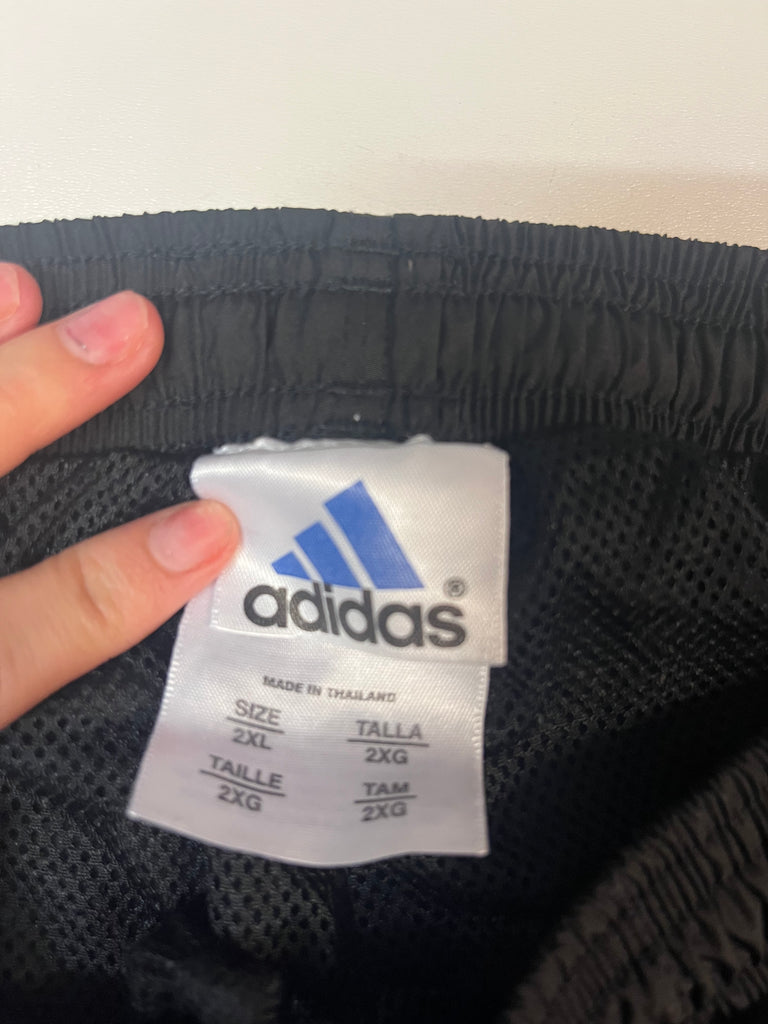 adidas®
MADE IN THAILAND
SIZE
2XL
TALLA
2XG
TAILLE
2XG
TAM
2XG